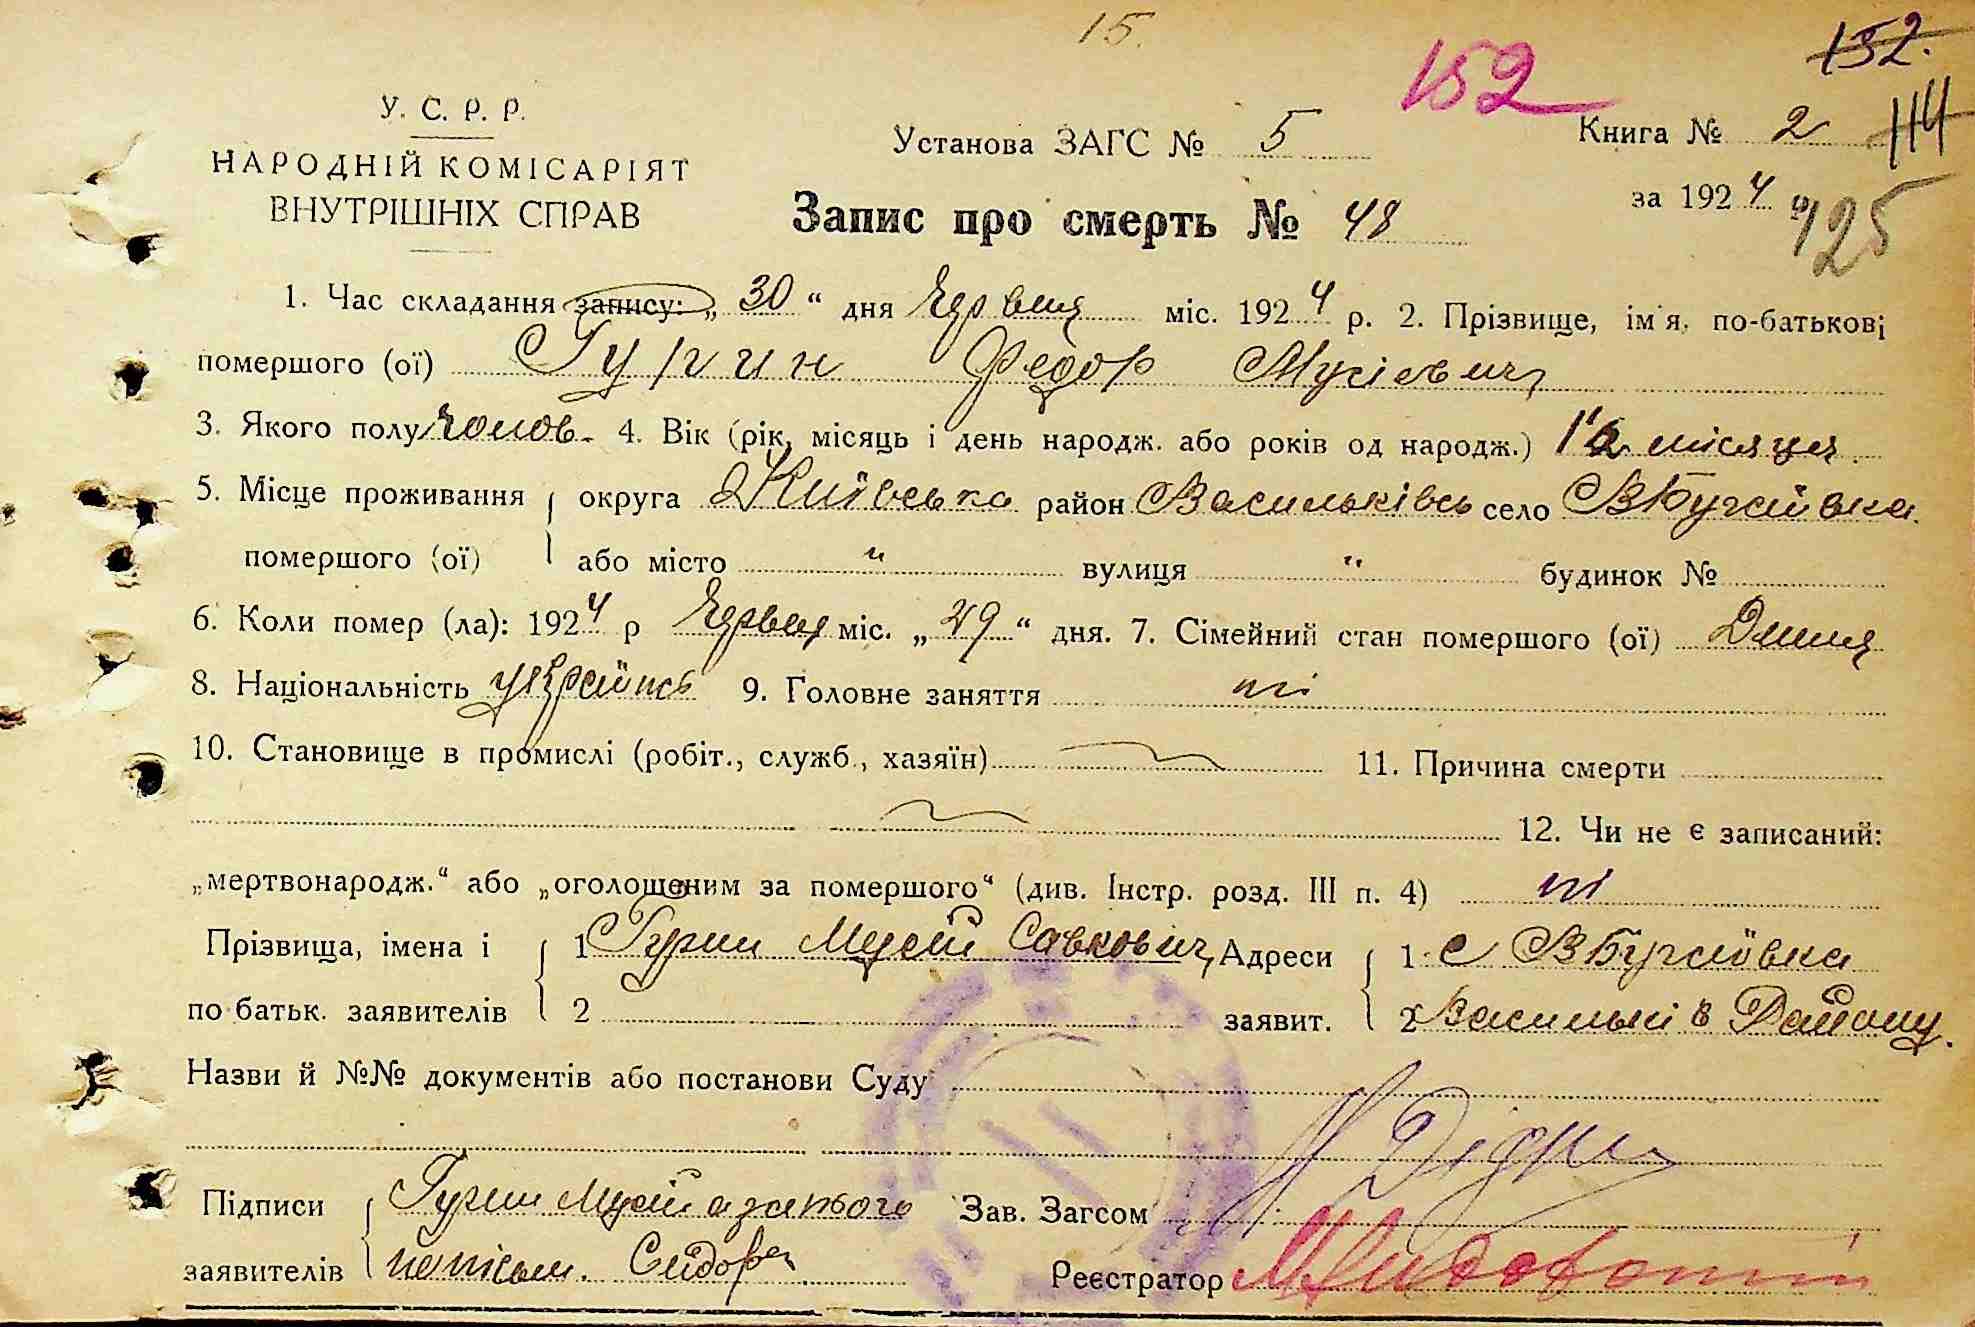 15.
152
152.
У. С. Р. Р.
НАРОДНІЙ КОМІСАРІЯТ
ВНУТРІШНІХ СПРАВ
Установа ЗАГС № 5
Книга № 2
114
Запис про смерть № 48
за 1924 р.
125
1. Час складання запису: „ 30 “ дня Червня міс. 1924 р. 2. Прізвище, ім'я, по-батькові
помершого (ої) Гурин Федор Мусієвич
3. Якого полу чолов. 4. Вік (рік, місяць і день народж. або років од народж.) місяця
5. Місце проживання округа Київська район Васильківсь село ВБугаївка
помершого (ої) або місто " вулиця " будинок №
6. Коли помер (ла): 1924 р Червня міс. „ 29 “ дня. 7. Сімейний стан помершого (ої)
8. Національність українсь 9. Головне заняття ні
10. Становище в промислі (робіт., служб., хазяїн) 11. Причина смерти
12. Чи не є записаний:
„мертвонародж.“ або „оголошеним за помершого“ (див. Інстр. розд. III п. 4) ні
Прізвища, імена і 1 Гурин Мусій Савкович Адреси 1 с ВБугаївка
по батьк. заявителів 2 заявит. 2 Васильків Району.
Назви й №№ документів або постанови Суду
Підписи Гурин Мусій а за нього Зав. Загсом
заявителів Реєстратор